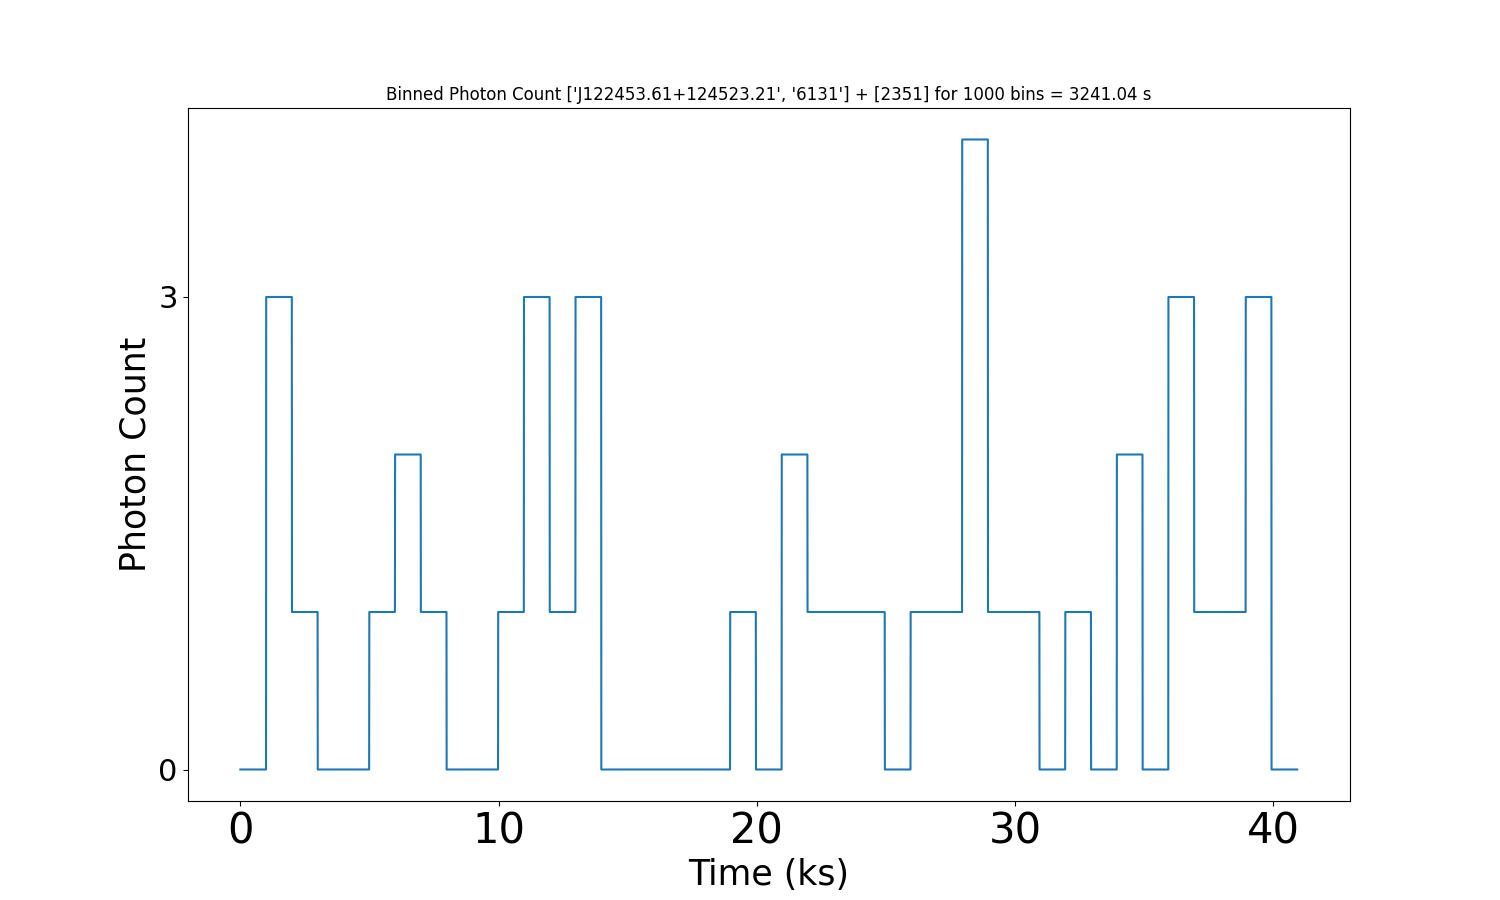 Binned Photon Count ['J122453.61+124523.21', '6131'] + [2351] for 1000 bins = 3241.04 s
3
Photon Count
0
0 10 20 30 40
Time (ks)